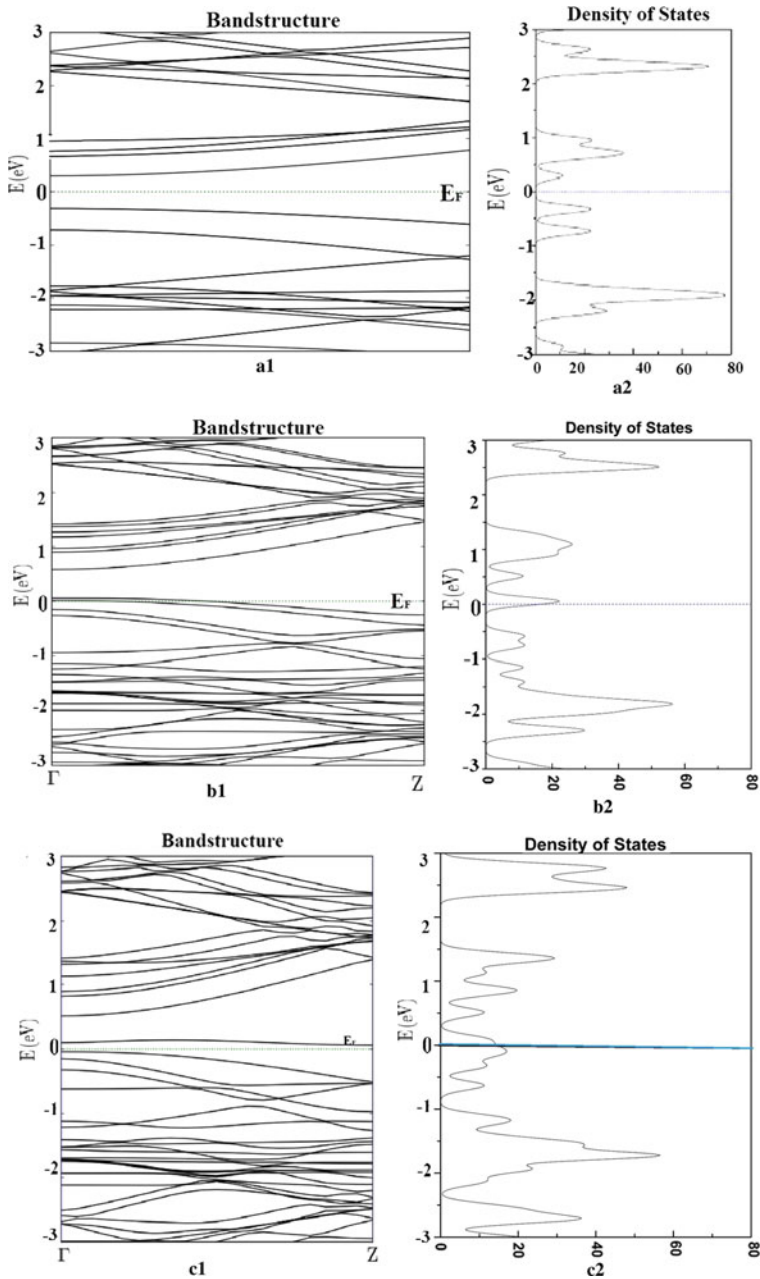 Bandstructure
3
2
1
0
-1
-2
-3
E(eV)
EF
a1
Density of States
3
2
1
0
-1
-2
-3
E(eV)
0 20 40 60 80
a2
Bandstructure
3
2
1
0
-1
-2
-3
E(eV)
EF
Γ Z
b1
Density of States
3
2
1
0
-1
-2
-3
E(eV)
0 20 40 60 80
b2
Bandstructure
3
2
1
0
-1
-2
-3
E(eV)
EF
Γ Z
c1
Density of States
3
2
1
0
-1
-2
-3
E(eV)
0 20 40 60 80
c2